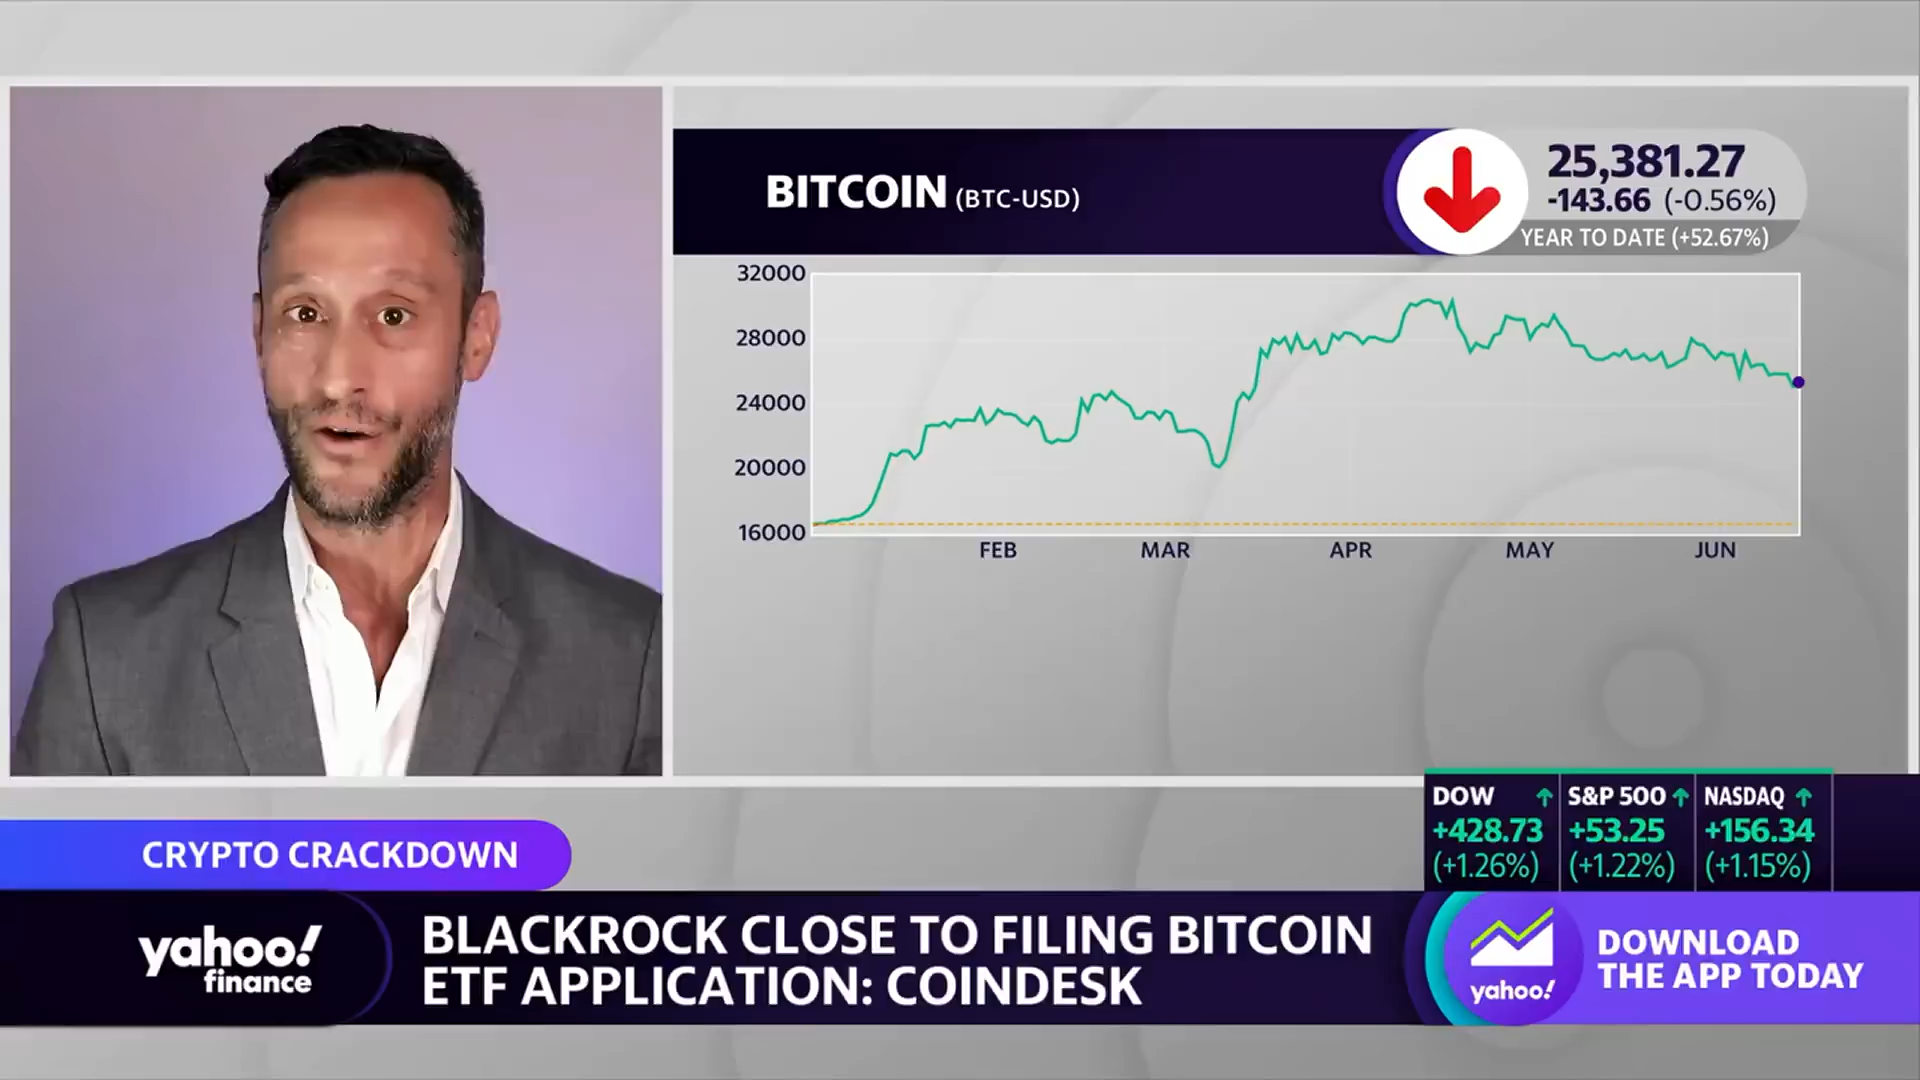 BITCOIN (BTC-USD)
25,381.27
-143.66 (-0.56%)
YEAR TO DATE (+52.67%)
32000
28000
24000
20000
16000
FEB MAR APR MAY JUN
DOW
+428.73
(+1.26%)
S&P 500
+53.25
(+1.22%)
NASDAQ
+156.34
(+1.15%)
CRYPTO CRACKDOWN
yahoo!
finance
BLACKROCK CLOSE TO FILING BITCOIN
ETF APPLICATION: COINDESK
yahoo!
DOWNLOAD
THE APP TODAY